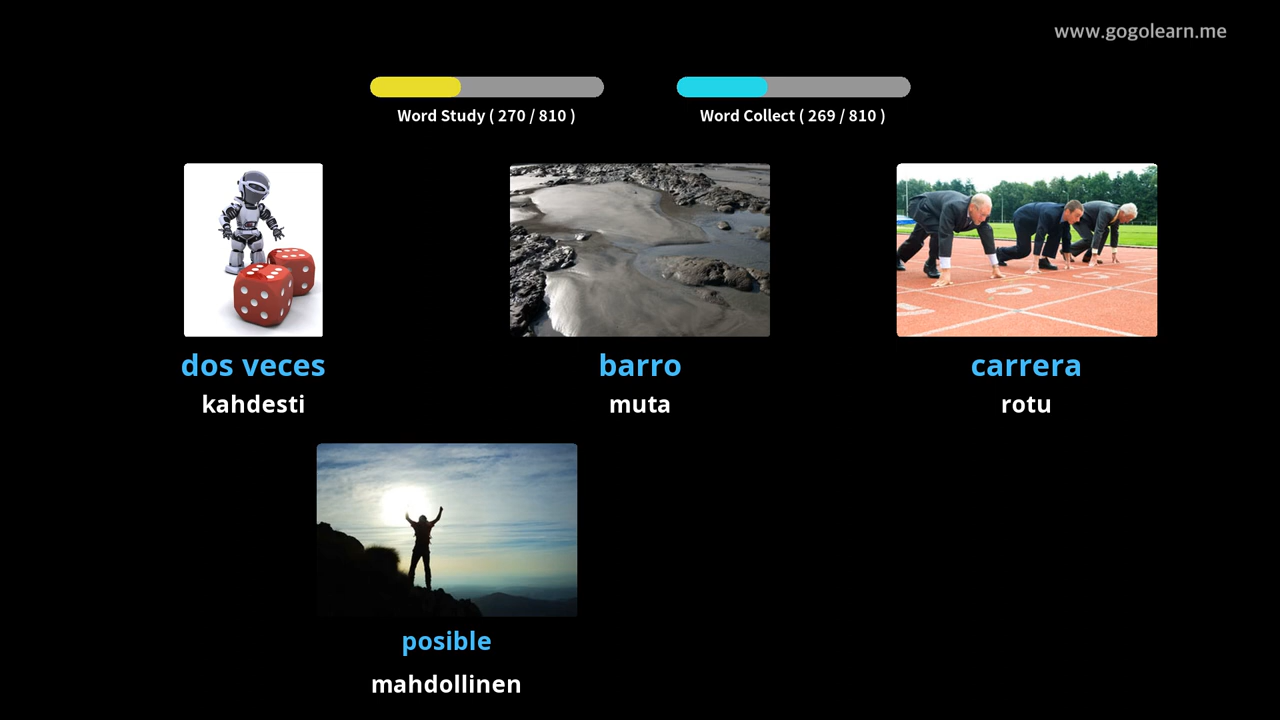 www.gogolearn.me
Word Study ( 270 / 810 )
Word Collect ( 269 / 810 )
dos veces
kahdesti
barro
muta
carrera
rotu
posible
mahdollinen